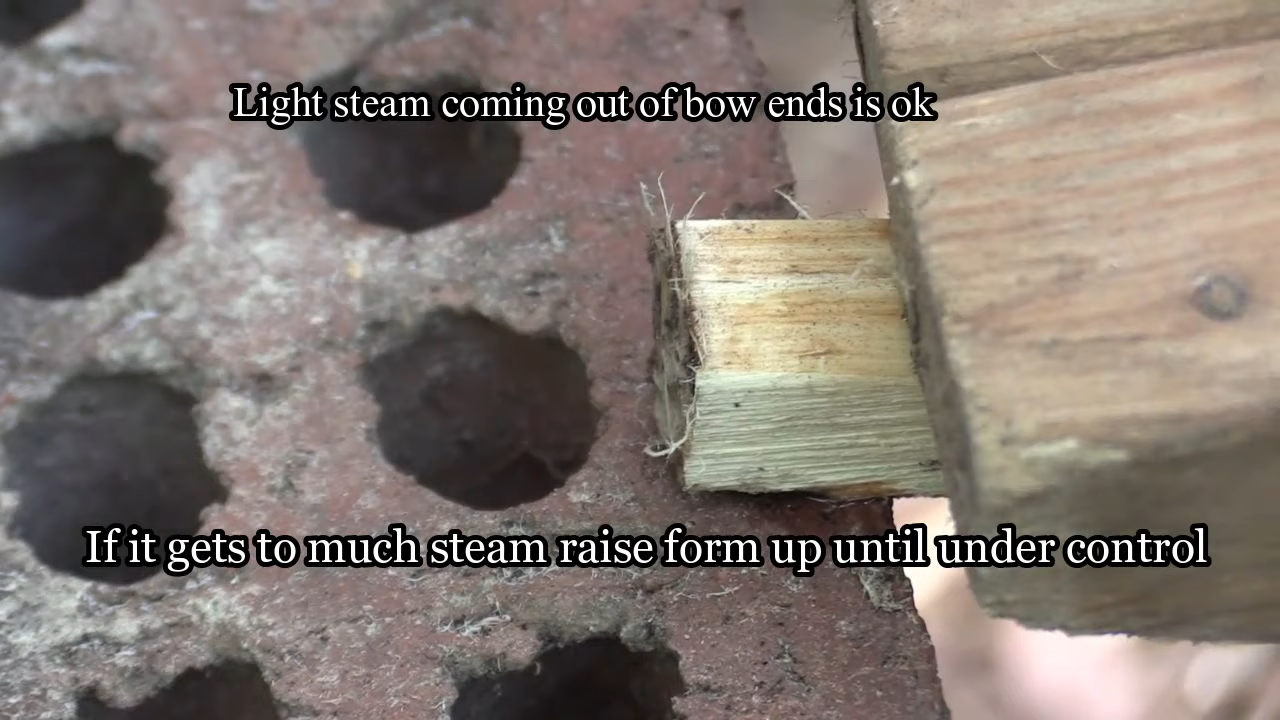 Light steam coming out of bow ends is ok
If it gets to much steam raise form up until under control